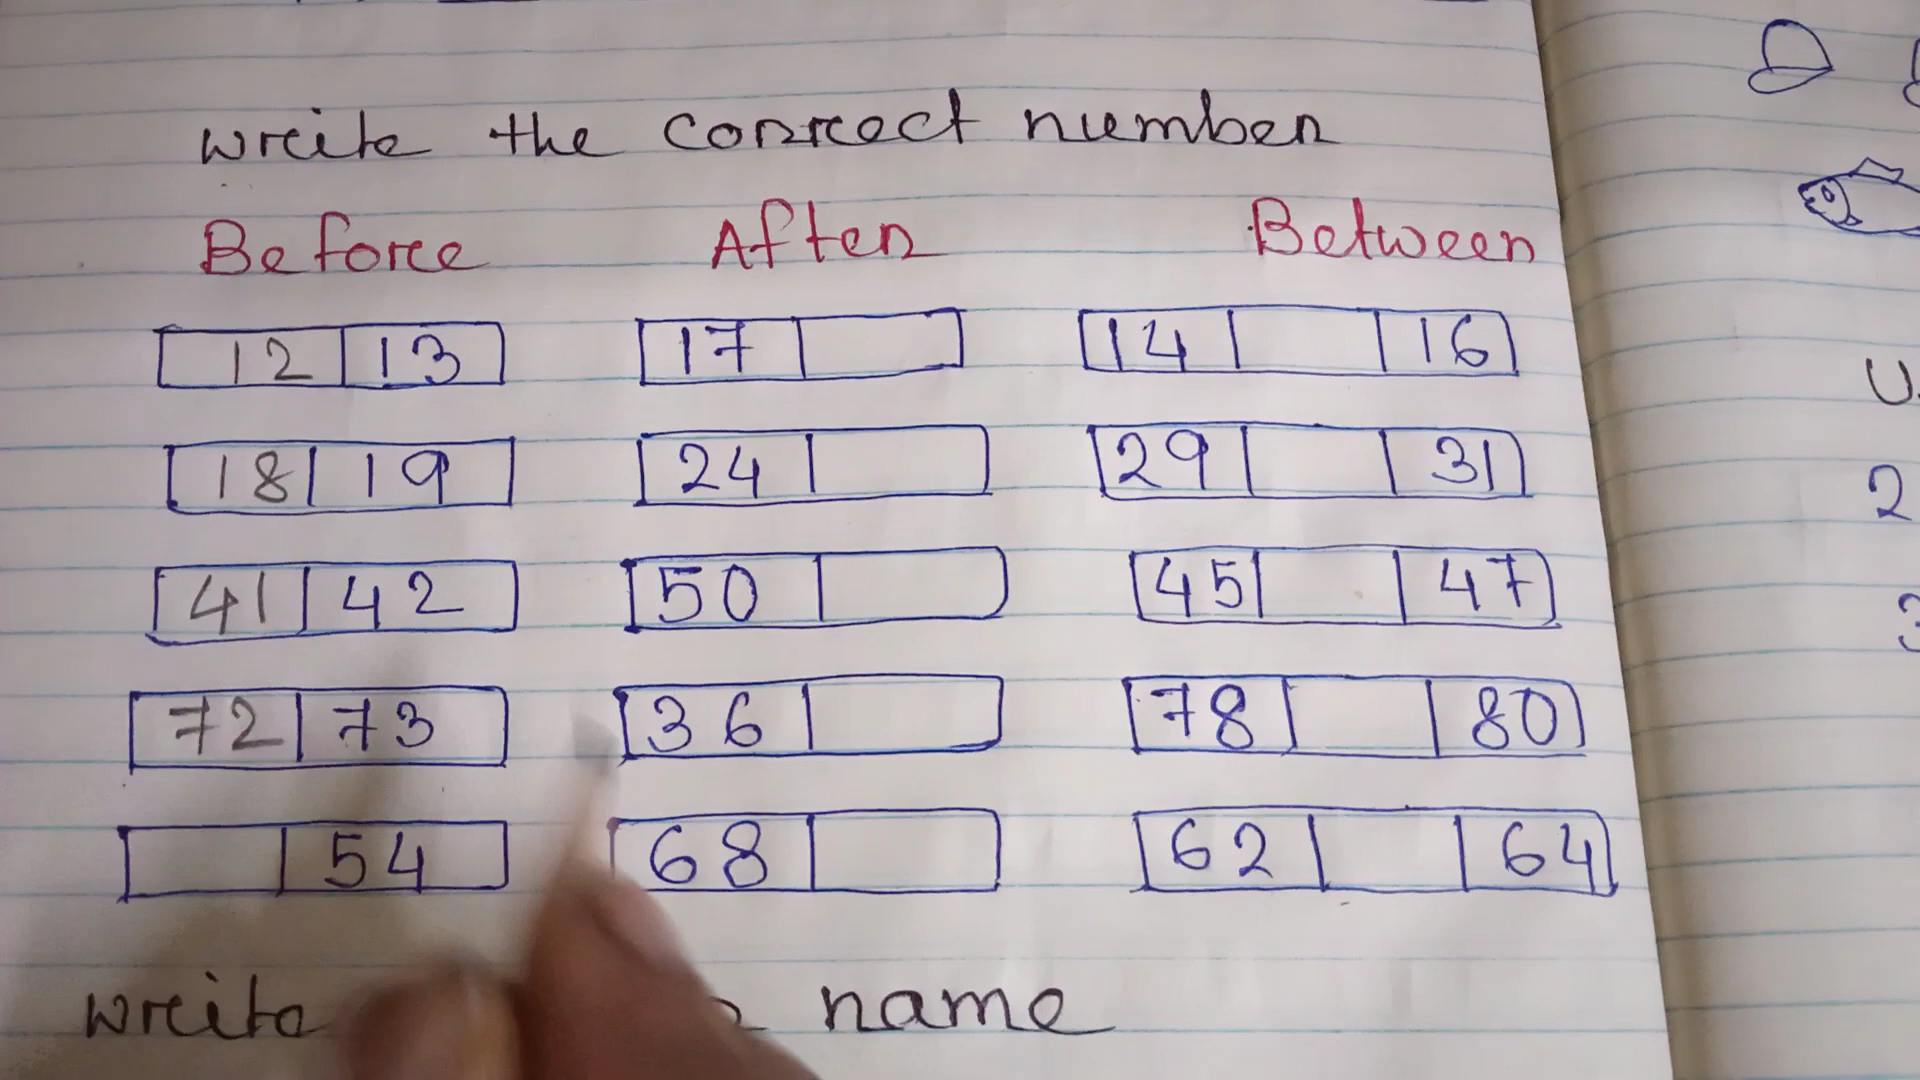 Write the correct number
Before After Between
12 13 17 14 16
18 19 24 29 31
41 42 50 45 47
72 73 36 78 80
54 68 62 64
write name
2